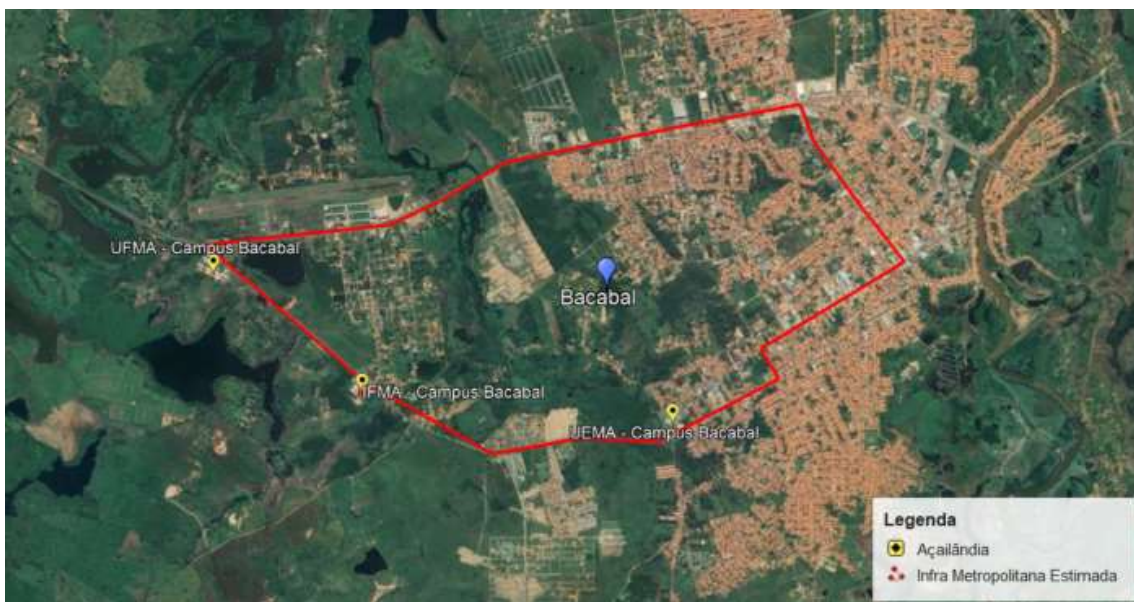 UFMA - Campus Bacabal
Bacabal
IFMA - Campus Bacabal
UEMA - Campus Bacabal
Legenda
Açailândia
Infra Metropolitana Estimada